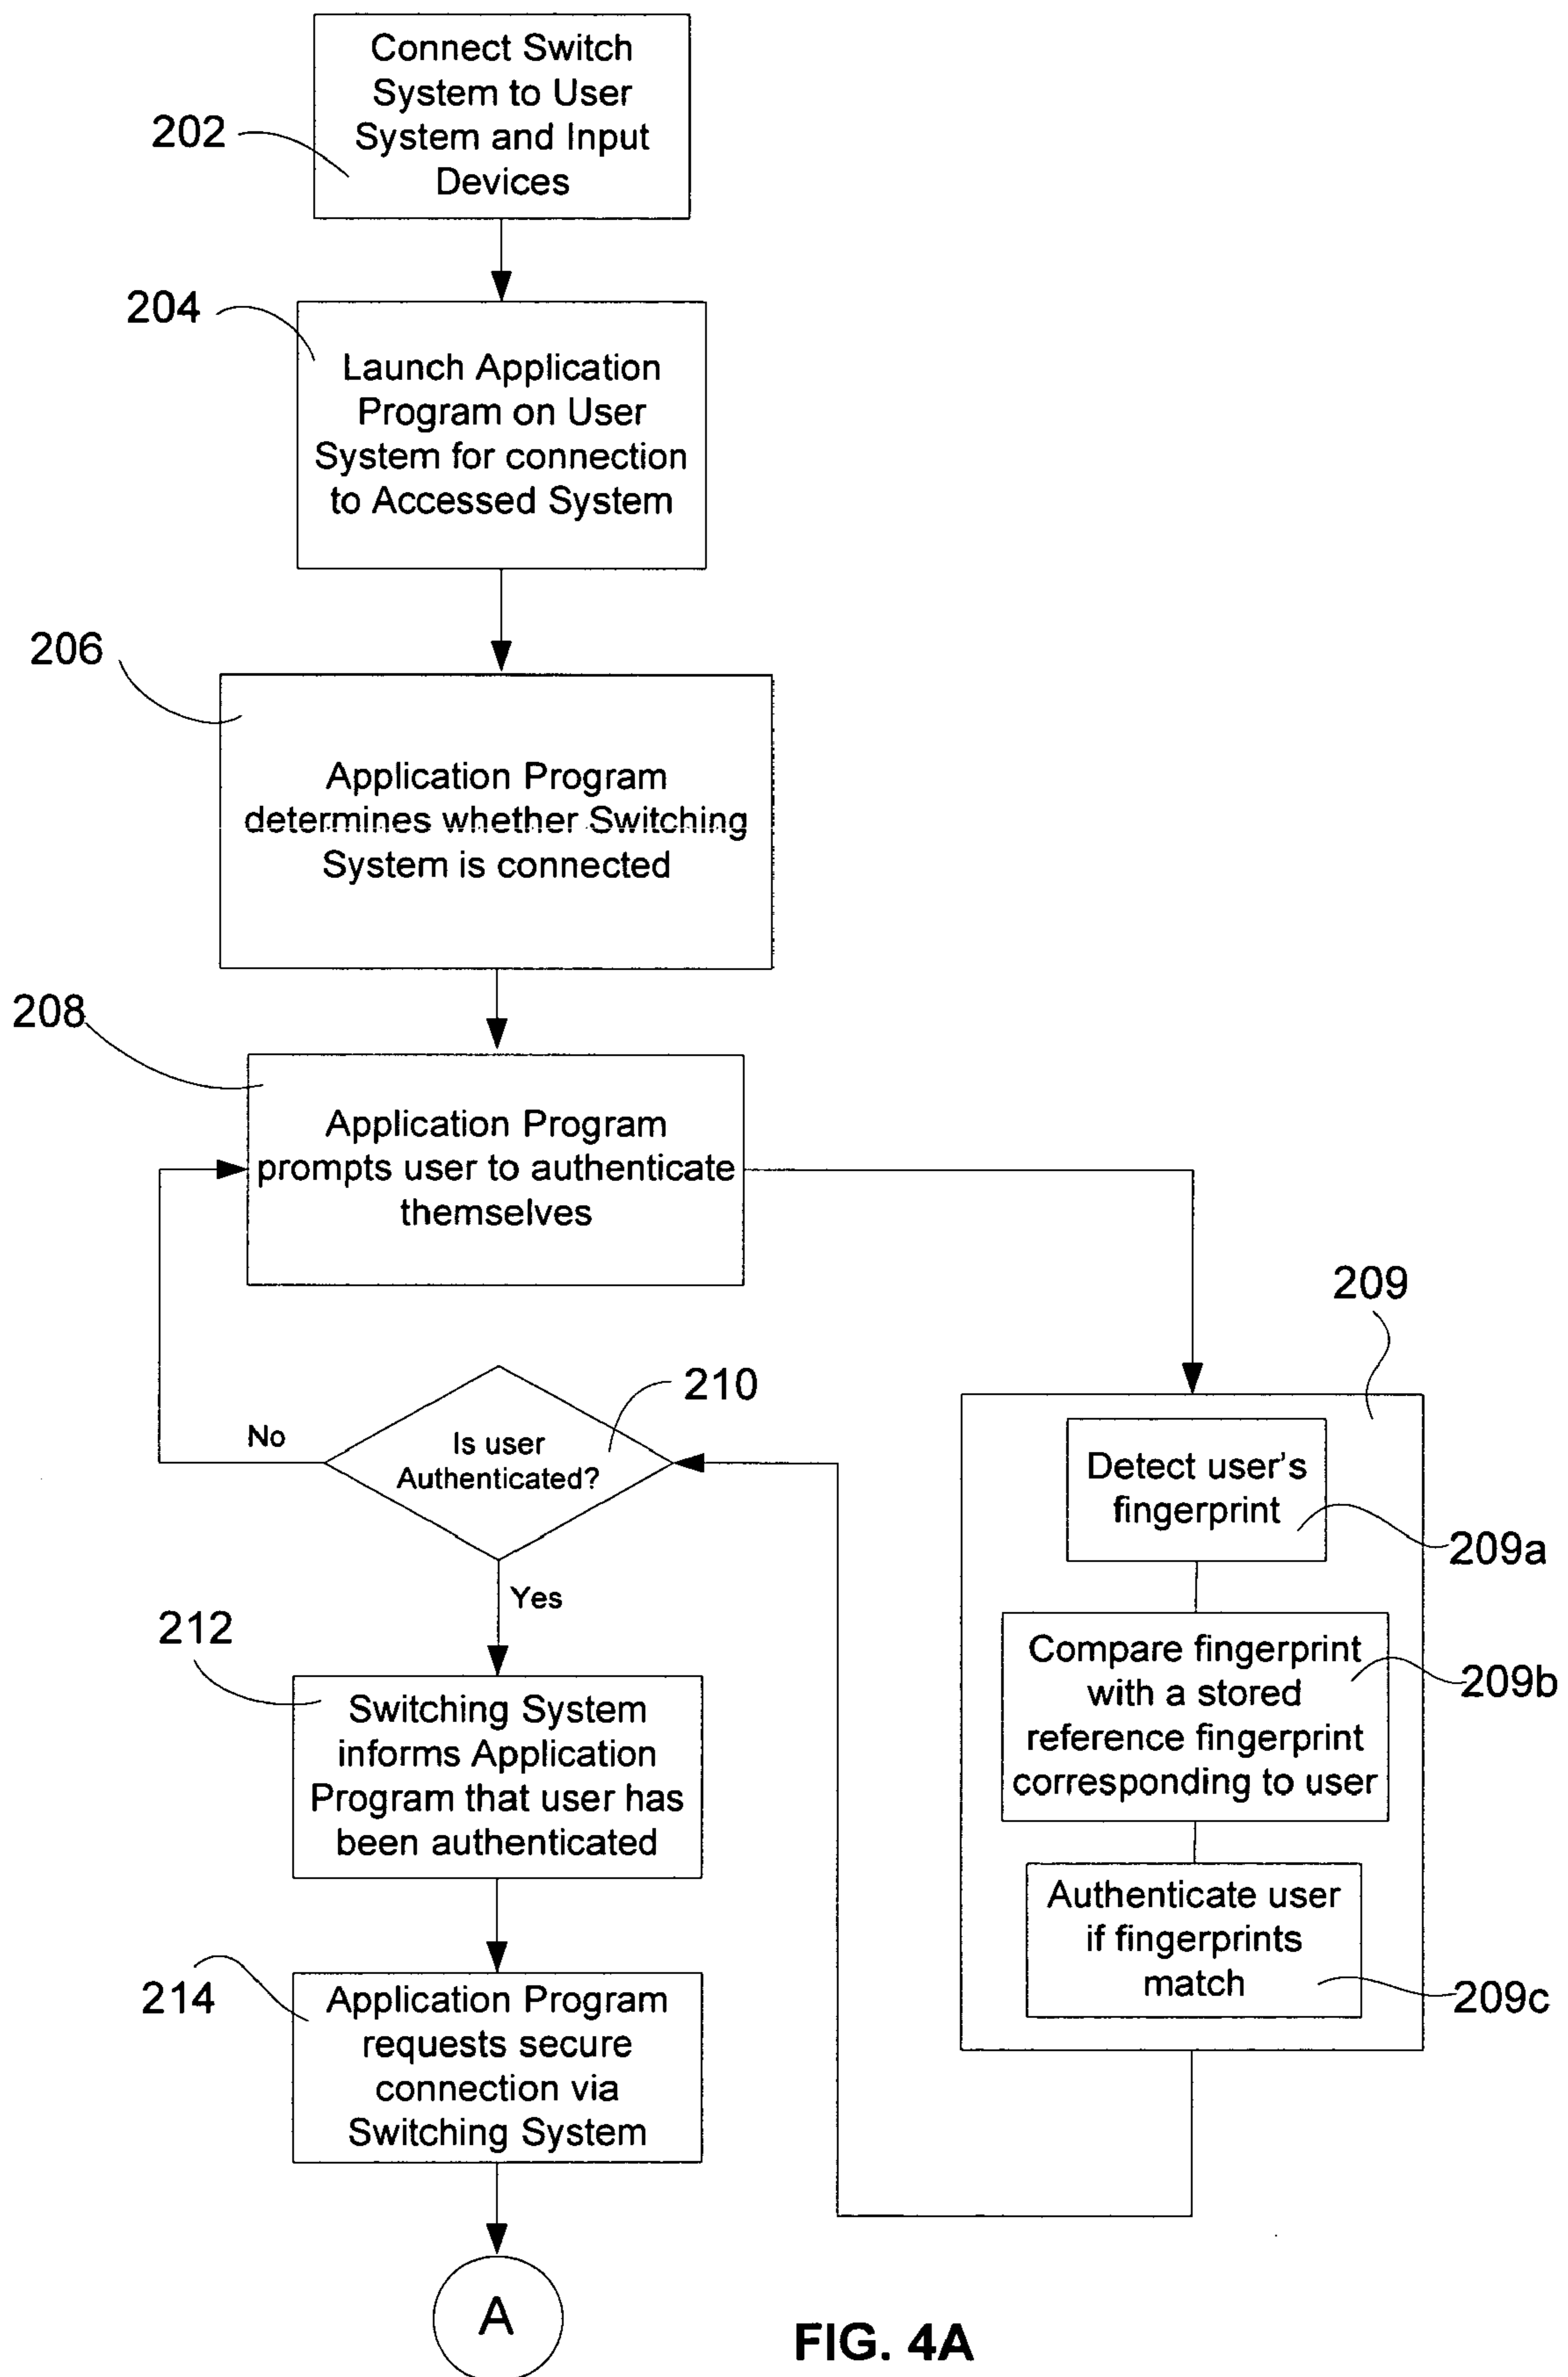 Connect Switch
System to User
System and Input
Devices
202
204
Launch Application
Program on User
System for connection
to Accessed System
206
Application Program
determines whether Switching
System is connected
208
Application Program
prompts user to authenticate
themselves
209
210
No
Is user
Authenticated?
Detect user's
fingerprint
209a
Yes
212
Compare fingerprint
with a stored
reference fingerprint
corresponding to user
209b
Switching System
informs Application
Program that user has
been authenticated
Authenticate user
if fingerprints
match
209c
214
Application Program
requests secure
connection via
Switching System
A
FIG. 4A